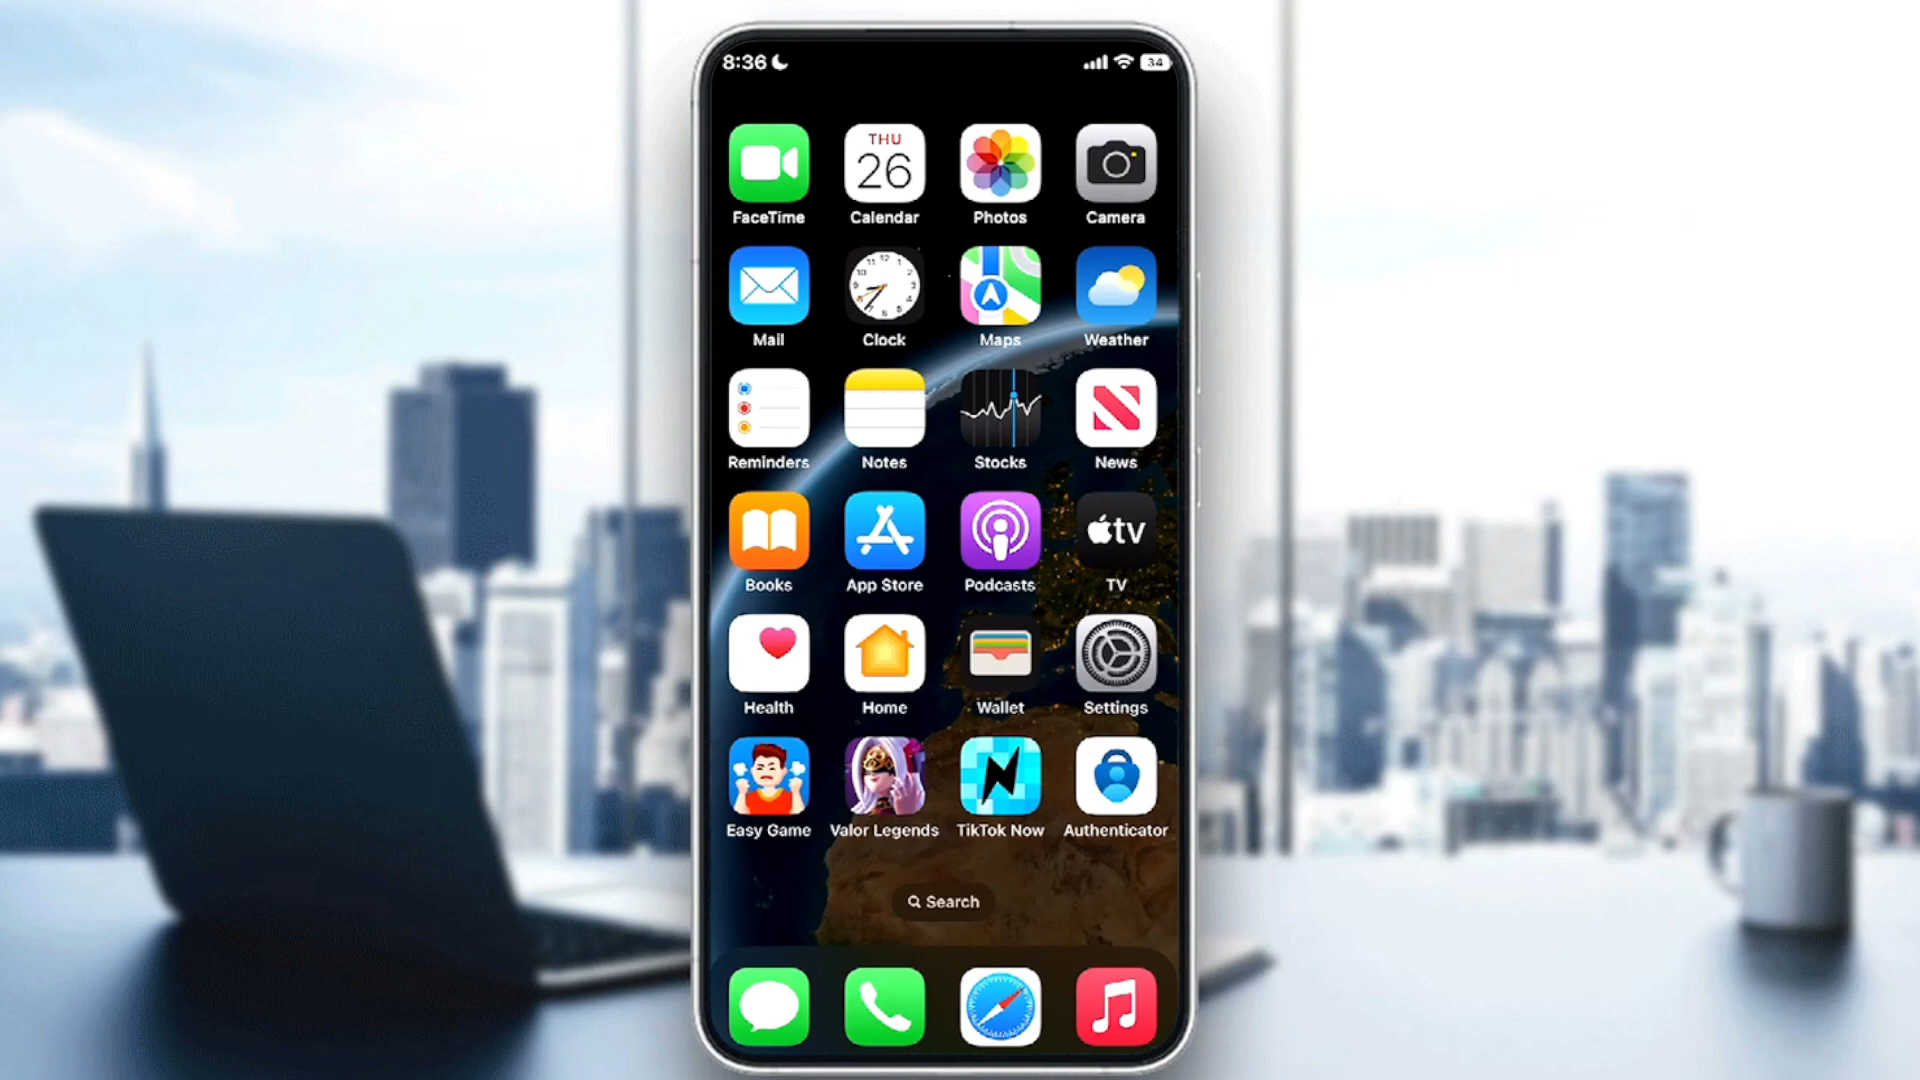 8:36 34
THU
26
FaceTime Calendar Photos Camera
Mail Clock Maps Weather
Reminders Notes Stocks News
tv
Books App Store Podcasts TV
Health Home Wallet Settings
Easy Game Valor Legends TikTok Now Authenticator
Search